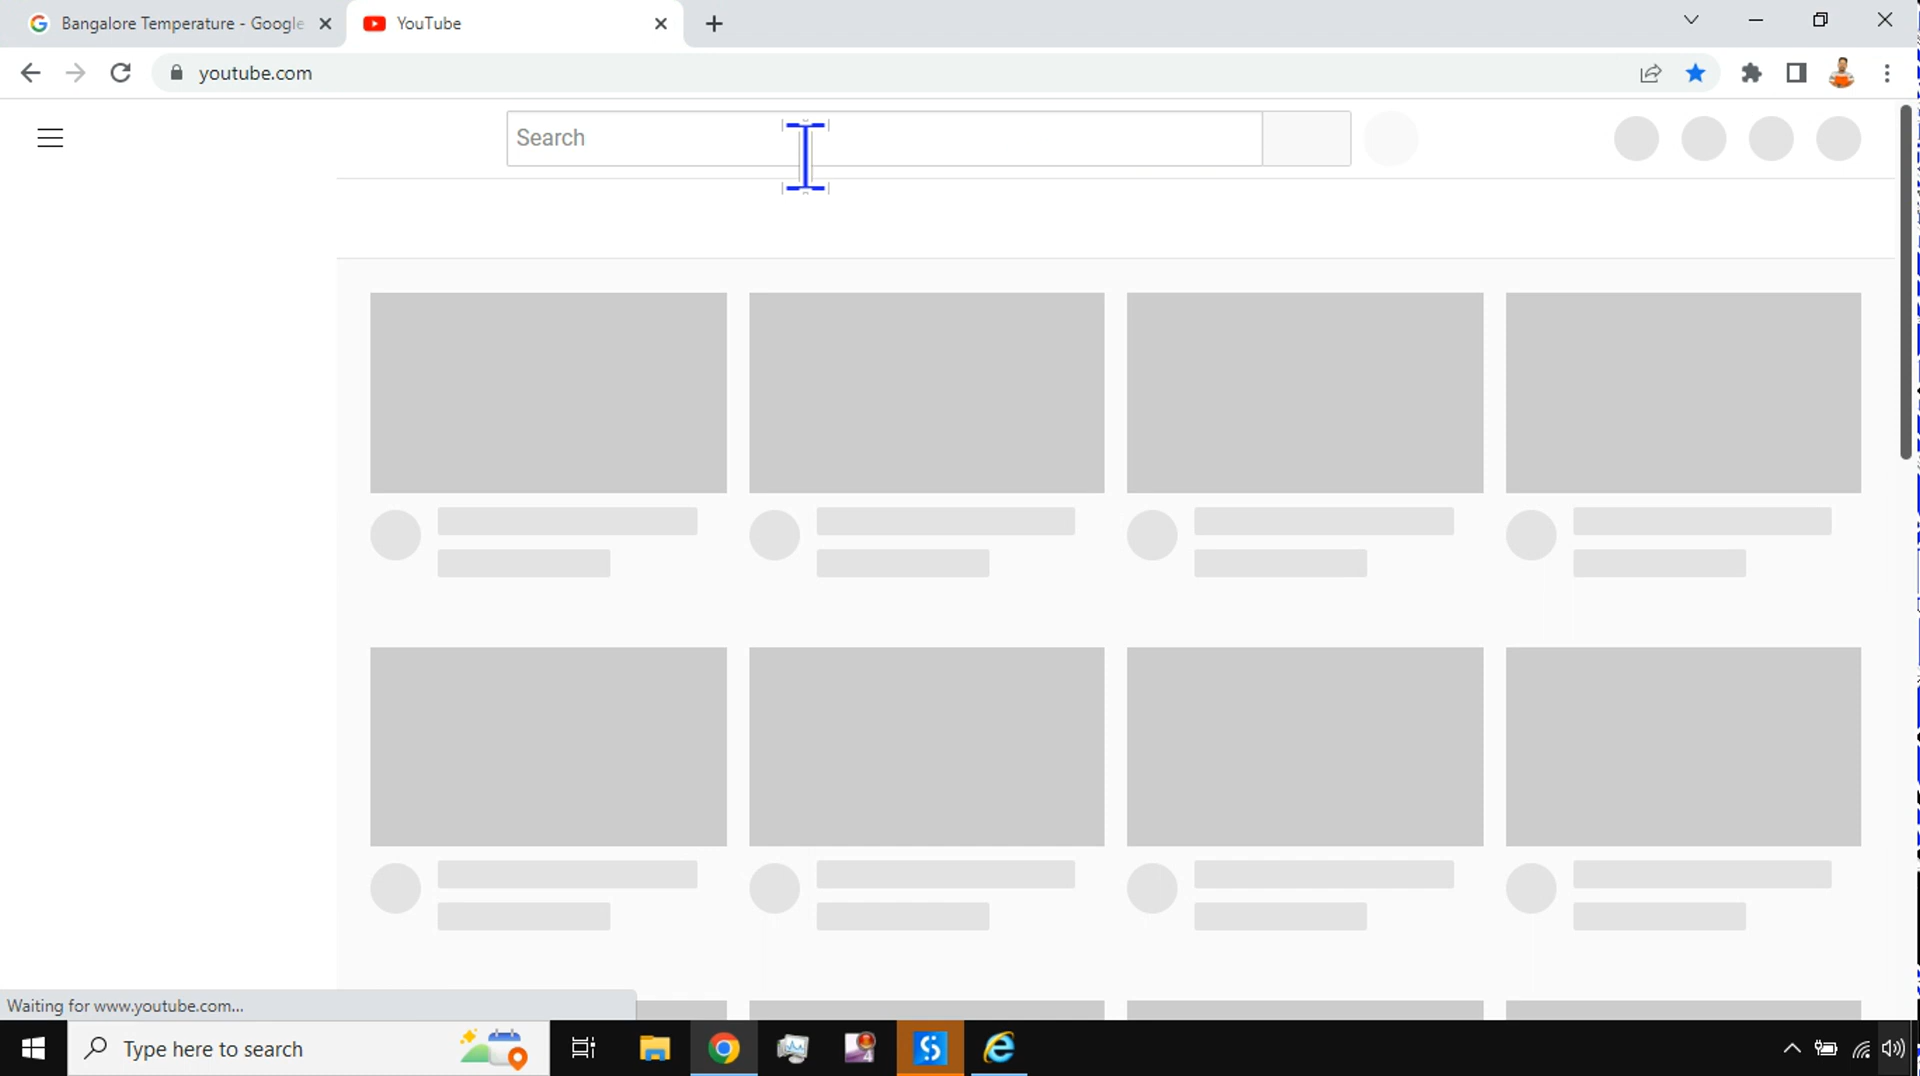 Bangalore Temperature - Google
YouTube
youtube.com
Search
Waiting for www.youtube.com...
Type here to search